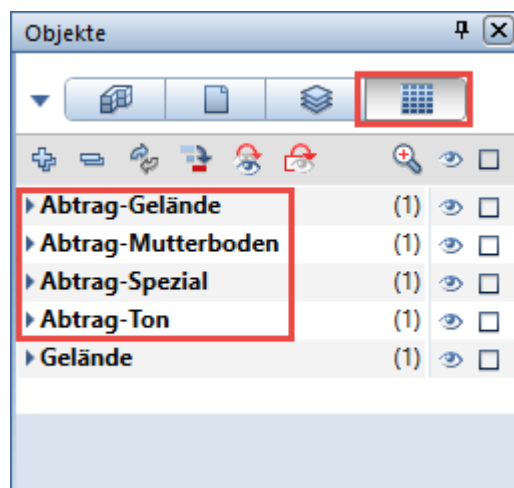 Objekte
Abtrag-Gelände (1)
Abtrag-Mutterboden (1)
Abtrag-Spezial (1)
Abtrag-Ton (1)
Gelände (1)